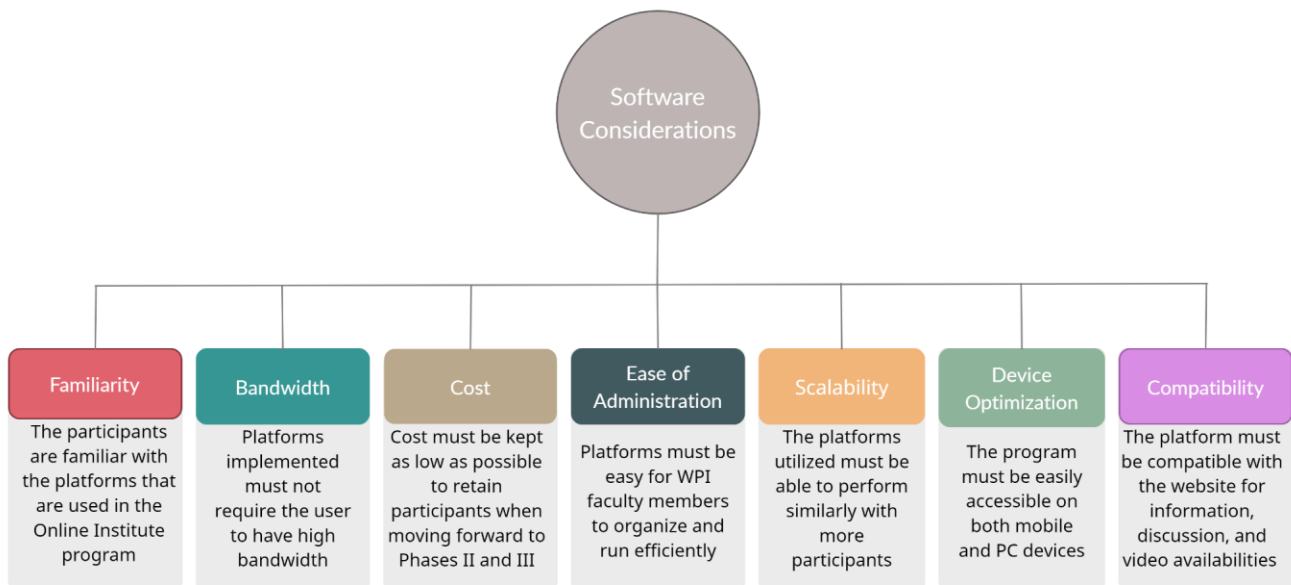 Software
Considerations
Familiarity
The participants
are familiar with
the platforms that
are used in the
Online Institute
program
Bandwidth
Platforms
implemented
must not
require the user
to have high
bandwidth
Cost
Cost must be kept
as low as possible
to retain
participants when
moving forward to
Phases II and III
Ease of
Administration
Platforms must be
easy for WPI
faculty members
to organize and
run efficiently
Scalability
The platforms
utilized must be
able to perform
similarly with
more
participants
Device
Optimization
The program
must be easily
accessible on
both mobile
and PC devices
Compatibility
The platform must
be compatible with
the website for
information,
discussion, and
video availabilities